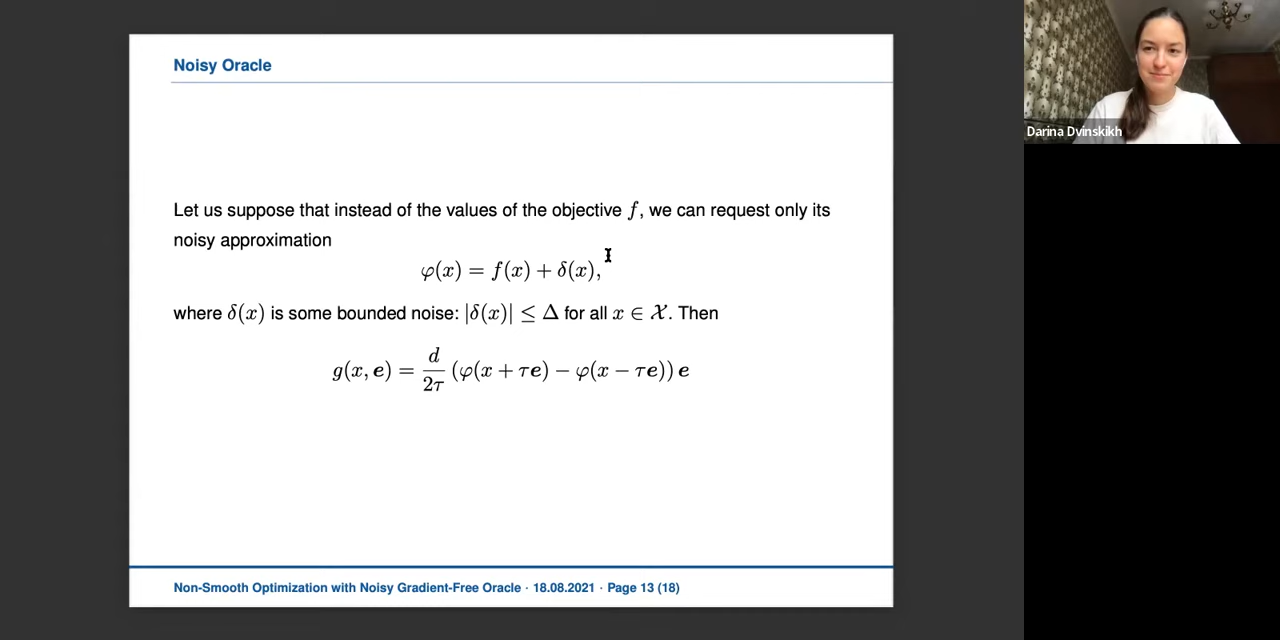 Noisy Oracle
Let us suppose that instead of the values of the objective f, we can request only its
noisy approximation
φ(x) = f(x) + δ(x),
where δ(x) is some bounded noise: |δ(x)| ≤ Δ for all x ∈ 𝒳. Then
g(x, e) = d/2τ (φ(x + τe) − φ(x − τe)) e
Non-Smooth Optimization with Noisy Gradient-Free Oracle · 18.08.2021 · Page 13 (18)
Darina Dvinskikh